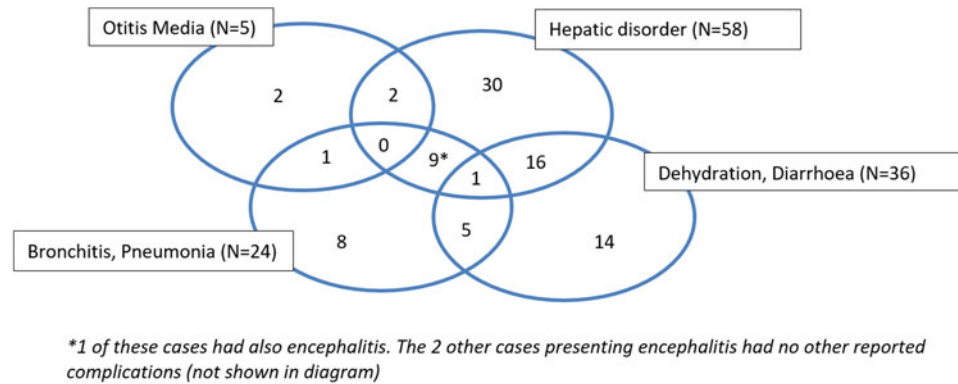 Otitis Media (N=5)
Hepatic disorder (N=58)
2
2
30
1
0
9*
16
1
Dehydration, Diarrhoea (N=36)
Bronchitis, Pneumonia (N=24)
8
5
14
*1 of these cases had also encephalitis. The 2 other cases presenting encephalitis had no other reported
complications (not shown in diagram)